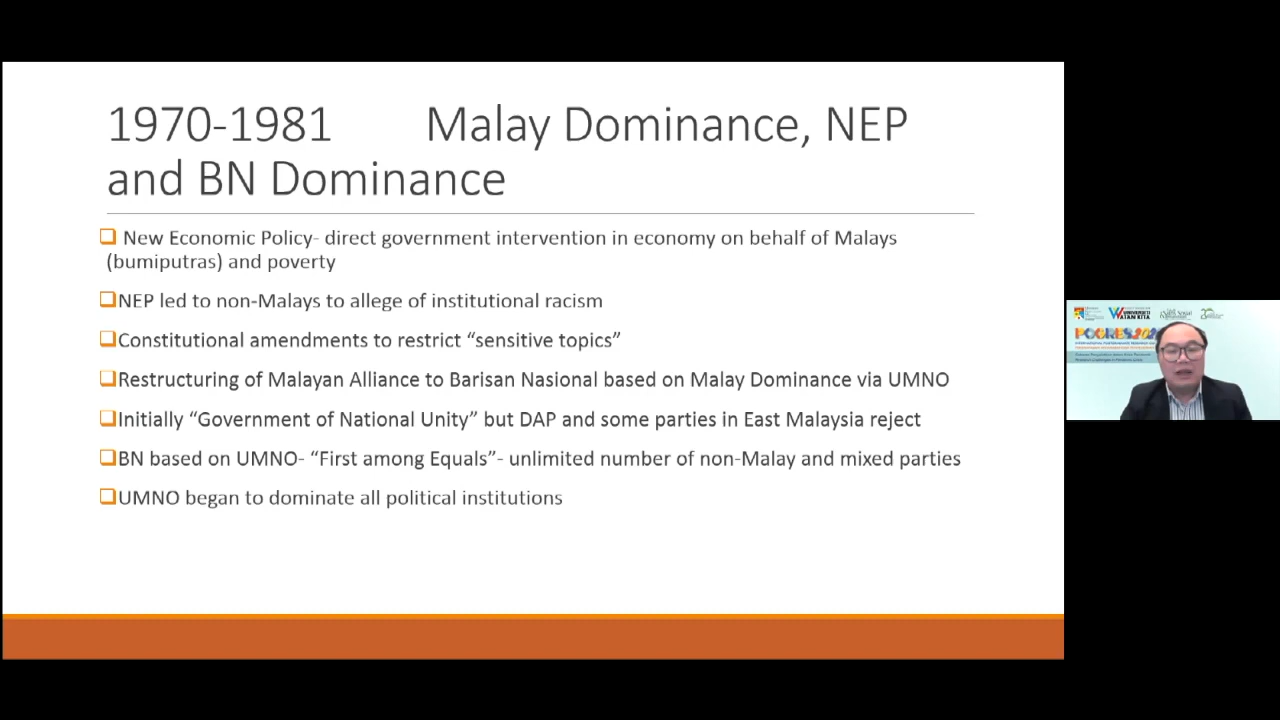 1970-1981 Malay Dominance, NEP
and BN Dominance
❑ New Economic Policy- direct government intervention in economy on behalf of Malays
(bumiputras) and poverty
❑NEP led to non-Malays to allege of institutional racism
❑Constitutional amendments to restrict “sensitive topics”
❑Restructuring of Malayan Alliance to Barisan Nasional based on Malay Dominance via UMNO
❑Initially “Government of National Unity” but DAP and some parties in East Malaysia reject
❑BN based on UMNO- “First among Equals”- unlimited number of non-Malay and mixed parties
❑UMNO began to dominate all political institutions
UNIVERSITI
WATAN KITA